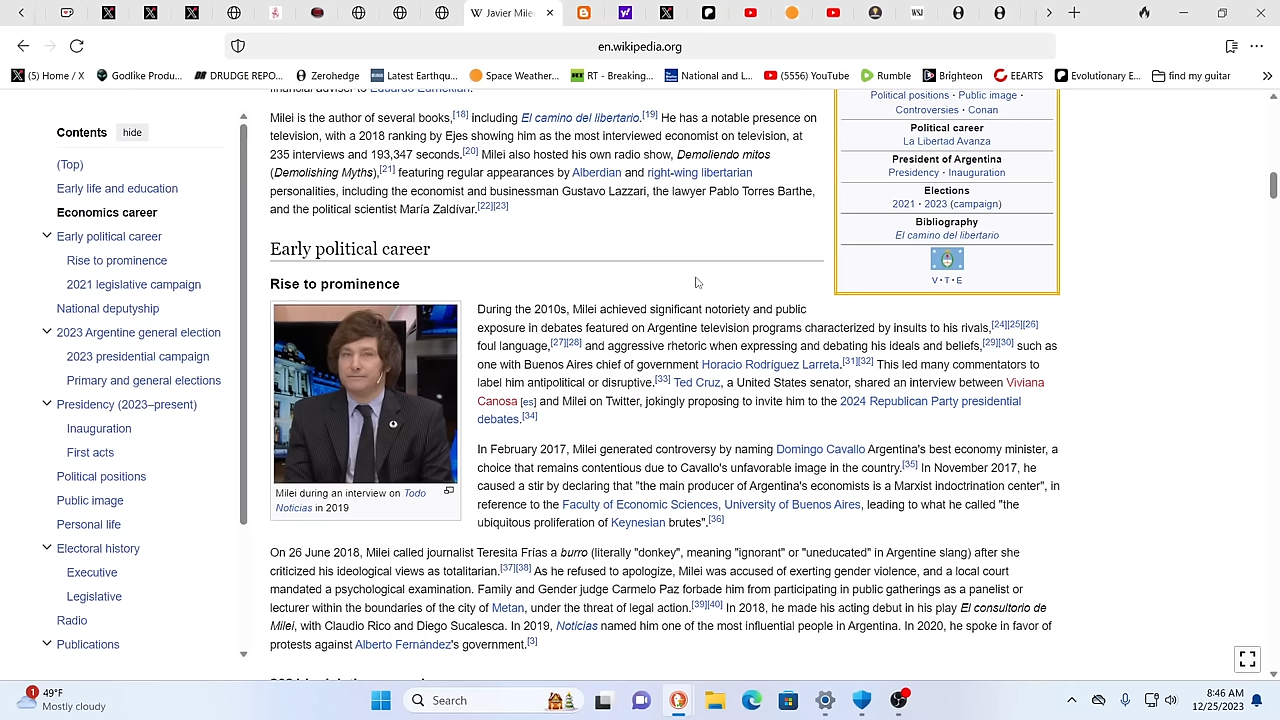 Javier Milei
en.wikipedia.org
(5) Home / X
Godlike Produ...
DRUDGE REPO...
Zerohedge
Latest Earthqu...
Space Weather...
RT - Breaking...
National and L...
(5556) YouTube
Rumble
Brighteon
EEARTS
Evolutionary E...
find my guitar
Contents hide
(Top)
Early life and education
Economics career
Early political career
Rise to prominence
2021 legislative campaign
National deputyship
2023 Argentine general election
2023 presidential campaign
Primary and general elections
Presidency (2023–present)
Inauguration
First acts
Political positions
Public image
Personal life
Electoral history
Executive
Legislative
Radio
Publications
financial adviser to Eduardo Eurnekian.
Milei is the author of several books,[18] including El camino del libertario.[19] He has a notable presence on
television, with a 2018 ranking by Ejes showing him as the most interviewed economist on television, at
235 interviews and 193,347 seconds.[20] Milei also hosted his own radio show, Demoliendo mitos
(Demolishing Myths),[21] featuring regular appearances by Alberdian and right-wing libertarian
personalities, including the economist and businessman Gustavo Lazzari, the lawyer Pablo Torres Barthe,
and the political scientist María Zaldívar.[22][23]
Political positions · Public image ·
Controversies · Conan
Political career
La Libertad Avanza
President of Argentina
Presidency · Inauguration
Elections
2021 · 2023 (campaign)
Bibliography
El camino del libertario
V · T · E
Early political career
Rise to prominence
Milei during an interview on Todo
Noticias in 2019
During the 2010s, Milei achieved significant notoriety and public
exposure in debates featured on Argentine television programs characterized by insults to his rivals,[24][25][26]
foul language,[27][28] and aggressive rhetoric when expressing and debating his ideals and beliefs,[29][30] such as
one with Buenos Aires chief of government Horacio Rodríguez Larreta.[31][32] This led many commentators to
label him antipolitical or disruptive.[33] Ted Cruz, a United States senator, shared an interview between Viviana
Canosa [es] and Milei on Twitter, jokingly proposing to invite him to the 2024 Republican Party presidential
debates.[34]
In February 2017, Milei generated controversy by naming Domingo Cavallo Argentina's best economy minister, a
choice that remains contentious due to Cavallo's unfavorable image in the country.[35] In November 2017, he
caused a stir by declaring that "the main producer of Argentina's economists is a Marxist indoctrination center", in
reference to the Faculty of Economic Sciences, University of Buenos Aires, leading to what he called "the
ubiquitous proliferation of Keynesian brutes".[36]
On 26 June 2018, Milei called journalist Teresita Frías a burro (literally "donkey", meaning "ignorant" or "uneducated" in Argentine slang) after she
criticized his ideological views as totalitarian.[37][38] As he refused to apologize, Milei was accused of exerting gender violence, and a local court
mandated a psychological examination. Family and Gender judge Carmelo Paz forbade him from participating in public gatherings as a panelist or
lecturer within the boundaries of the city of Metan, under the threat of legal action.[39][40] In 2018, he made his acting debut in his play El consultorio de
Milei, with Claudio Rico and Diego Sucalesca. In 2019, Noticias named him one of the most influential people in Argentina. In 2020, he spoke in favor of
protests against Alberto Fernández's government.[3]
1
49°F
Mostly cloudy
Search
8:46 AM
12/25/2023